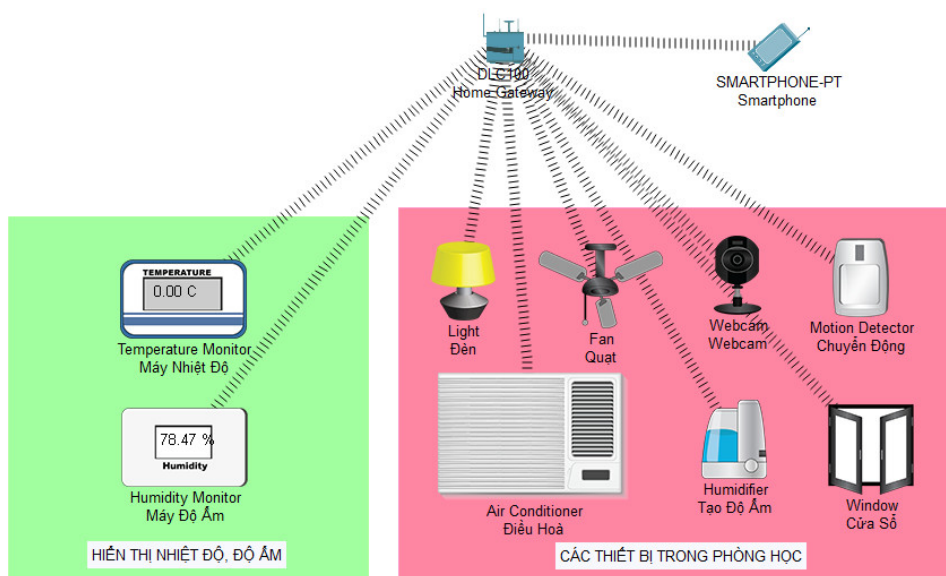 DLC100
Home Gateway
SMARTPHONE-PT
Smartphone
TEMPERATURE
0.00 C
Temperature Monitor
Máy Nhiệt Độ
78.47 %
Humidity
Humidity Monitor
Máy Độ Ẩm
HIỂN THỊ NHIỆT ĐỘ, ĐỘ ẨM
Light
Đèn
Fan
Quạt
Webcam
Webcam
Motion Detector
Chuyển Động
Air Conditioner
Điều Hoà
Humidifier
Tạo Độ Ẩm
Window
Cửa Sổ
CÁC THIẾT BỊ TRONG PHÒNG HỌC